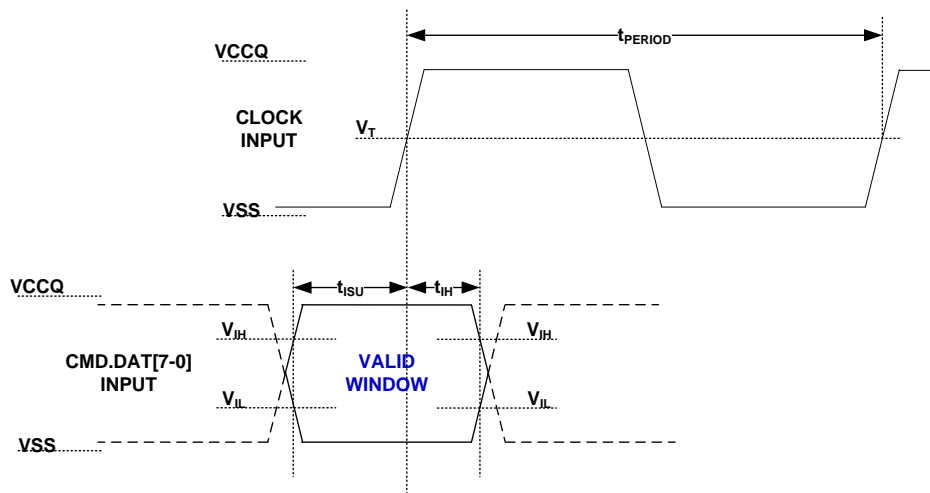 VCCQ
tPERIOD
CLOCK
INPUT
VT
VSS
VCCQ
tISU
tIH
VIH
VIH
CMD.DAT[7-0]
INPUT
VALID
WINDOW
VIL
VIL
VSS